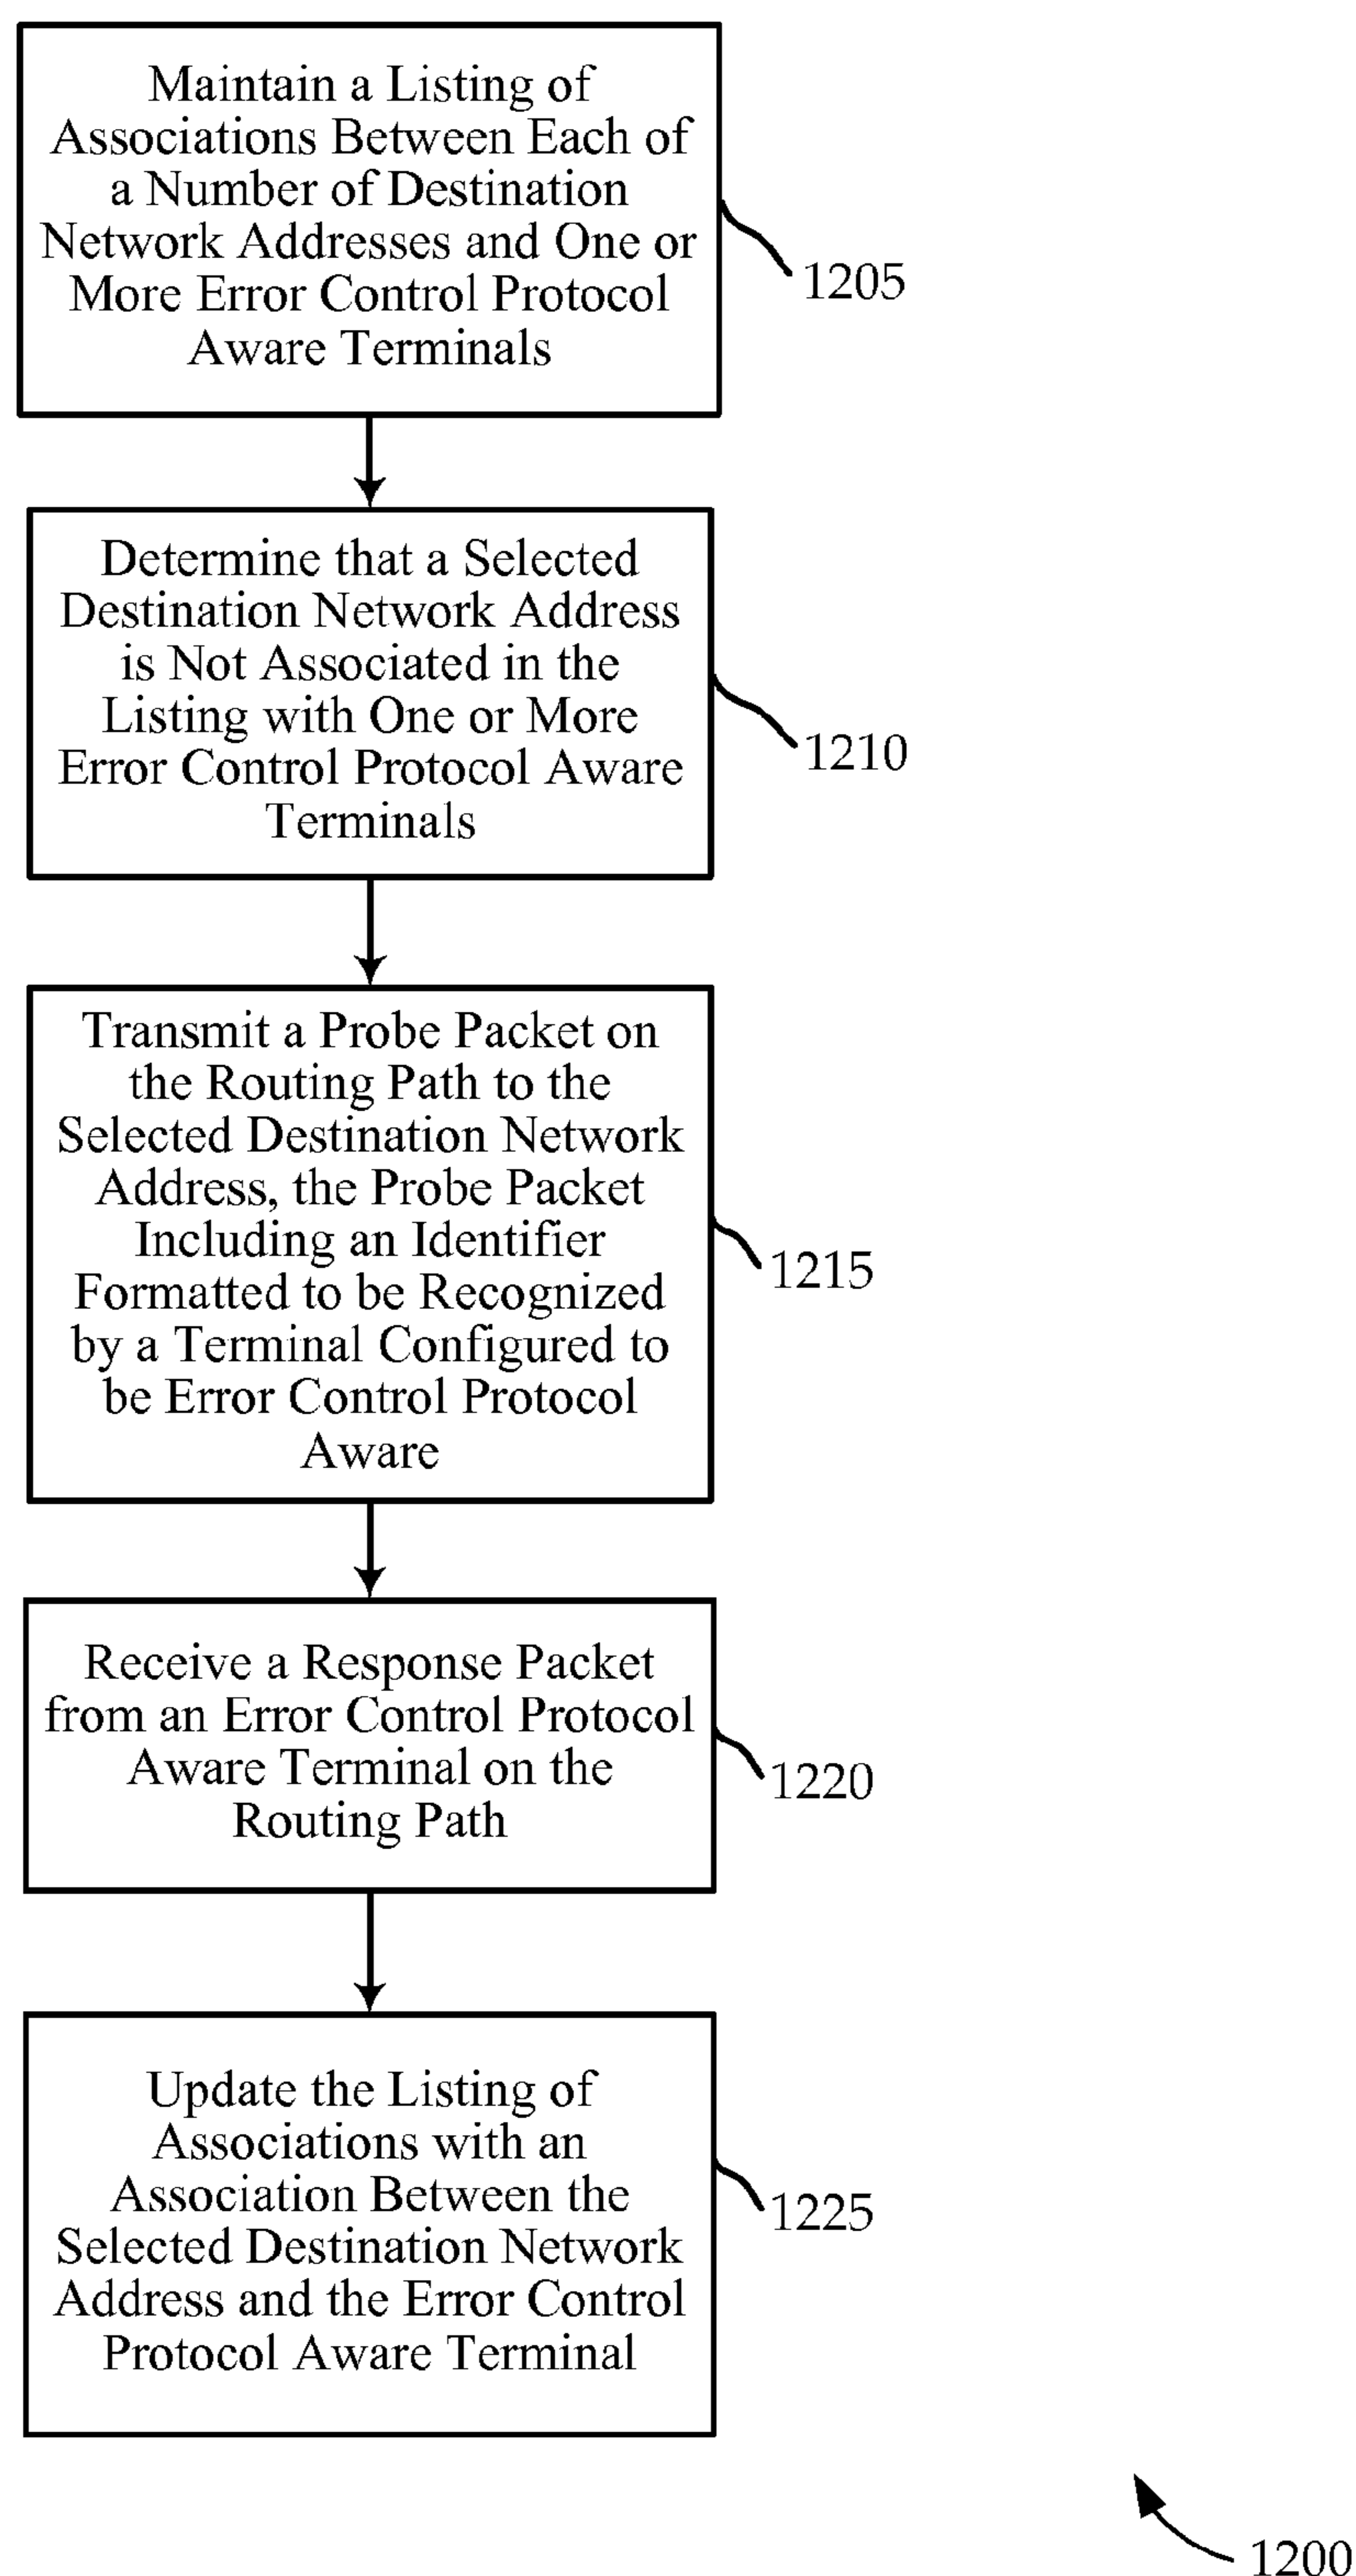 Maintain a Listing of
Associations Between Each of
a Number of Destination
Network Addresses and One or
More Error Control Protocol
Aware Terminals
1205
Determine that a Selected
Destination Network Address
is Not Associated in the
Listing with One or More
Error Control Protocol Aware
Terminals
1210
Transmit a Probe Packet on
the Routing Path to the
Selected Destination Network
Address, the Probe Packet
Including an Identifier
Formatted to be Recognized
by a Terminal Configured to
be Error Control Protocol
Aware
1215
Receive a Response Packet
from an Error Control Protocol
Aware Terminal on the
Routing Path
1220
Update the Listing of
Associations with an
Association Between the
Selected Destination Network
Address and the Error Control
Protocol Aware Terminal
1225
1200